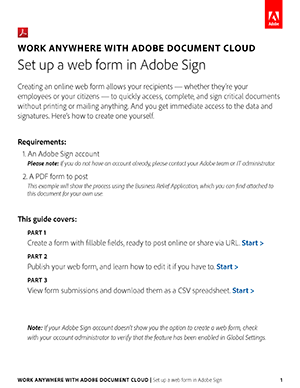 Adobe
WORK ANYWHERE WITH ADOBE DOCUMENT CLOUD
Set up a web form in Adobe Sign
Creating an online web form allows your recipients — whether they're your
employees or your citizens — to quickly access, complete, and sign critical documents
without printing or mailing anything. And you get immediate access to the data and
signatures. Here's how to create one yourself.
Requirements:
1. An Adobe Sign account
Please note: if you do not have an account already, please contact your Adobe team or IT administrator.
2. A PDF form to post
This example will show the process using the Business Relief Application, which you can find attached to
this document for your own use.
This guide covers:
PART 1
Create a form with fillable fields, ready to post online or share via URL. Start >
PART 2
Publish your web form, and learn how to edit it if you have to. Start >
PART 3
View form submissions and download them as a CSV spreadsheet. Start >
Note: If your Adobe Sign account doesn't show you the option to create a web form, check
with your account administrator to verify that the feature has been enabled in Global Settings.
WORK ANYWHERE WITH ADOBE DOCUMENT CLOUD | Set up a web form in Adobe Sign 1